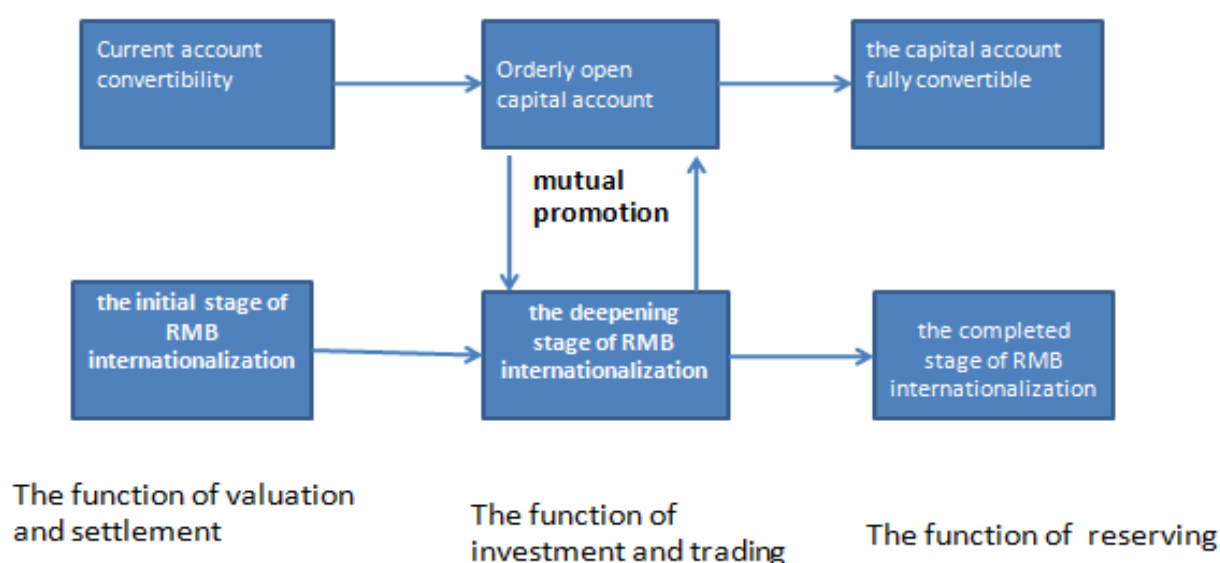 Current account
convertibility
Orderly open
capital account
the capital account
fully convertible
mutual
promotion
the initial stage of
RMB
internationalization
the deepening
stage of RMB
internationalization
the completed
stage of RMB
internationalization
The function of valuation
and settlement
The function of
investment and trading
The function of reserving